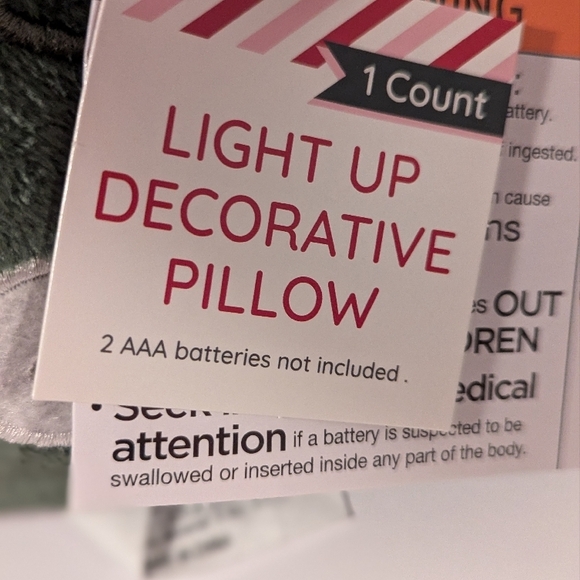 1 Count
LIGHT UP
DECORATIVE
PILLOW
2 AAA batteries not included .
attery.
ingested.
cause
ns
OUT
DREN
edical
attention if a battery is suspected to be
swallowed or inserted inside any part of the body.